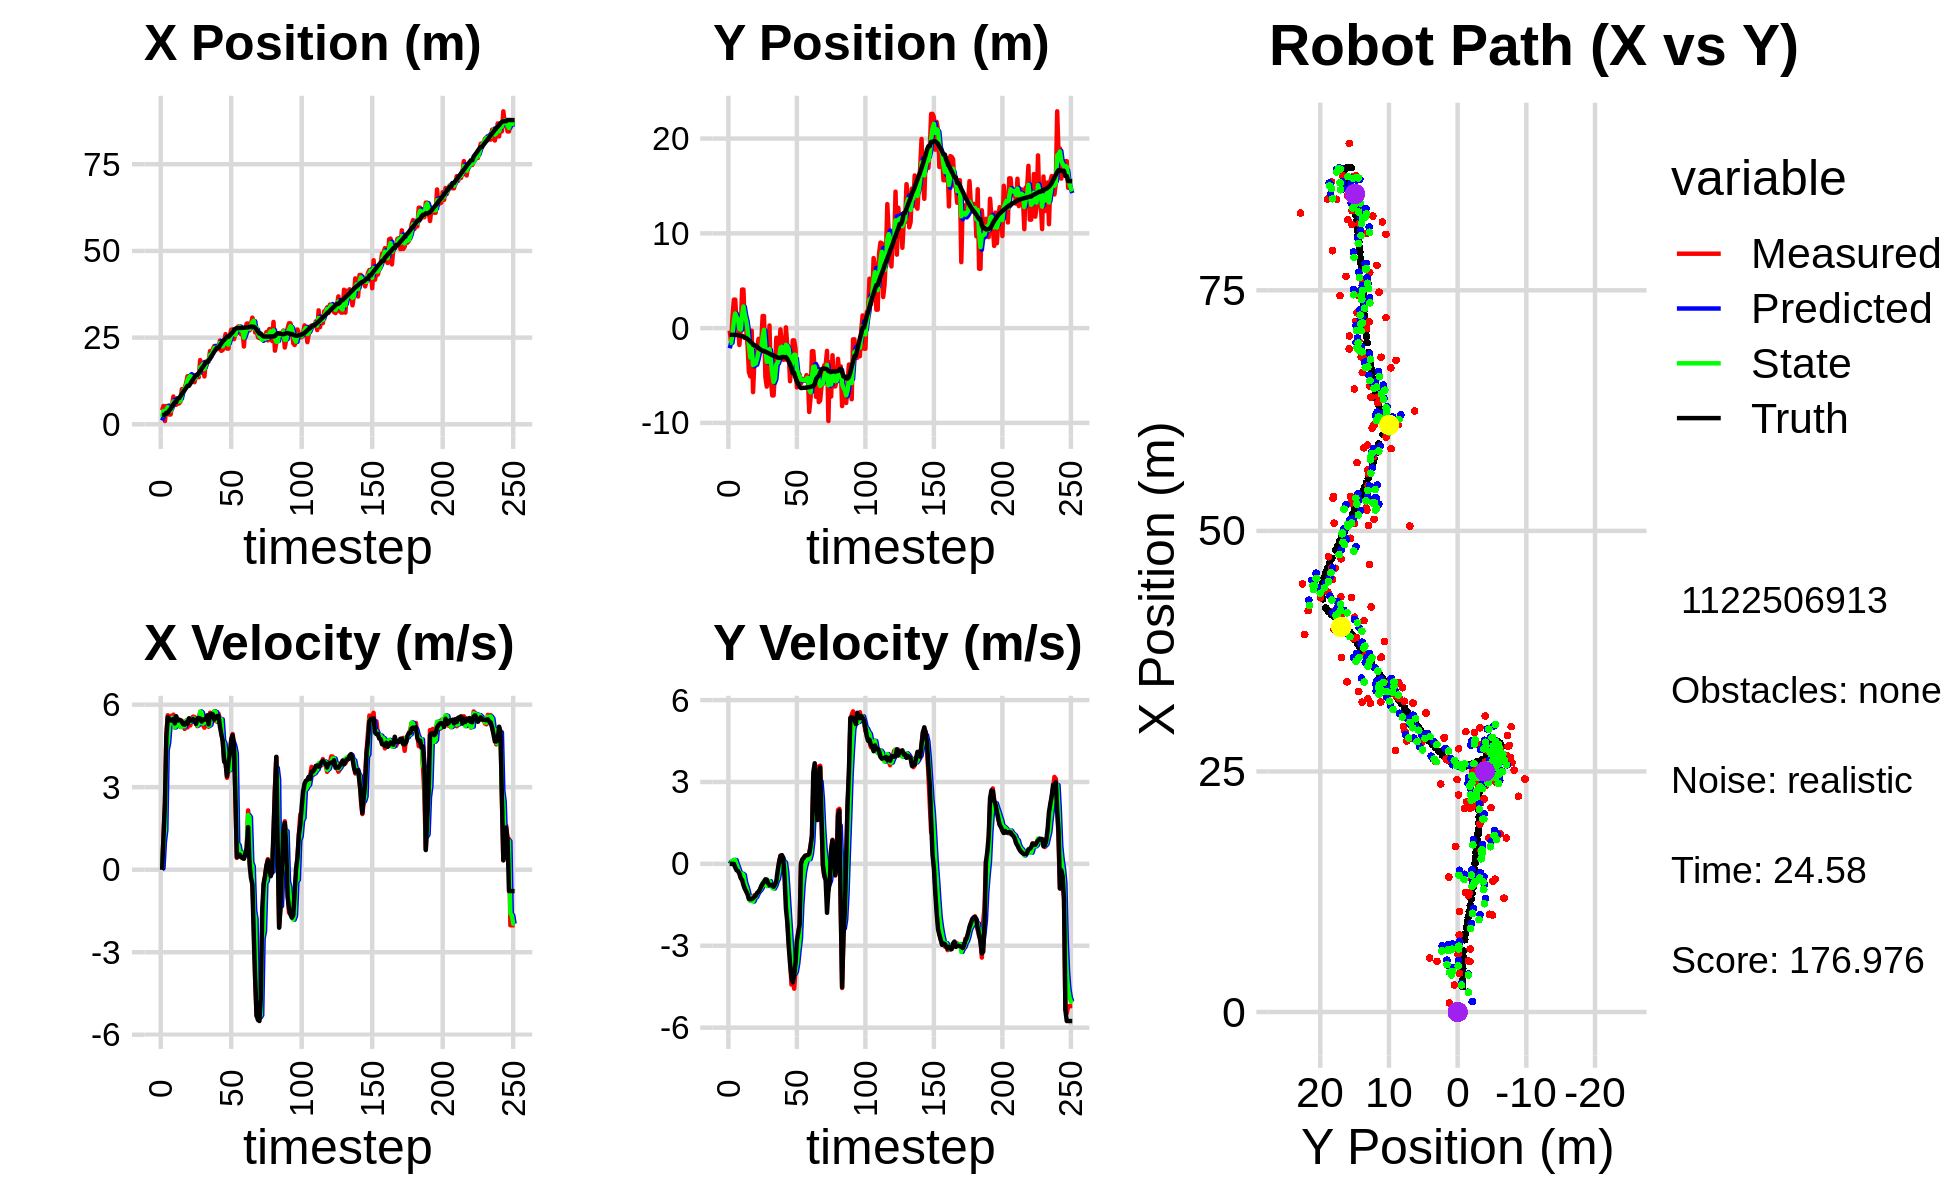 X Position (m)
75
50
25
0
0 50 100 150 200 250
timestep
Y Position (m)
20
10
0
-10
0 50 100 150 200 250
timestep
X Velocity (m/s)
6
3
0
-3
-6
0 50 100 150 200 250
timestep
Y Velocity (m/s)
6
3
0
-3
-6
0 50 100 150 200 250
timestep
Robot Path (X vs Y)
X Position (m)
75
50
25
0
20 10 0 -10 -20
Y Position (m)
variable
Measured
Predicted
State
Truth
1122506913
Obstacles: none
Noise: realistic
Time: 24.58
Score: 176.976